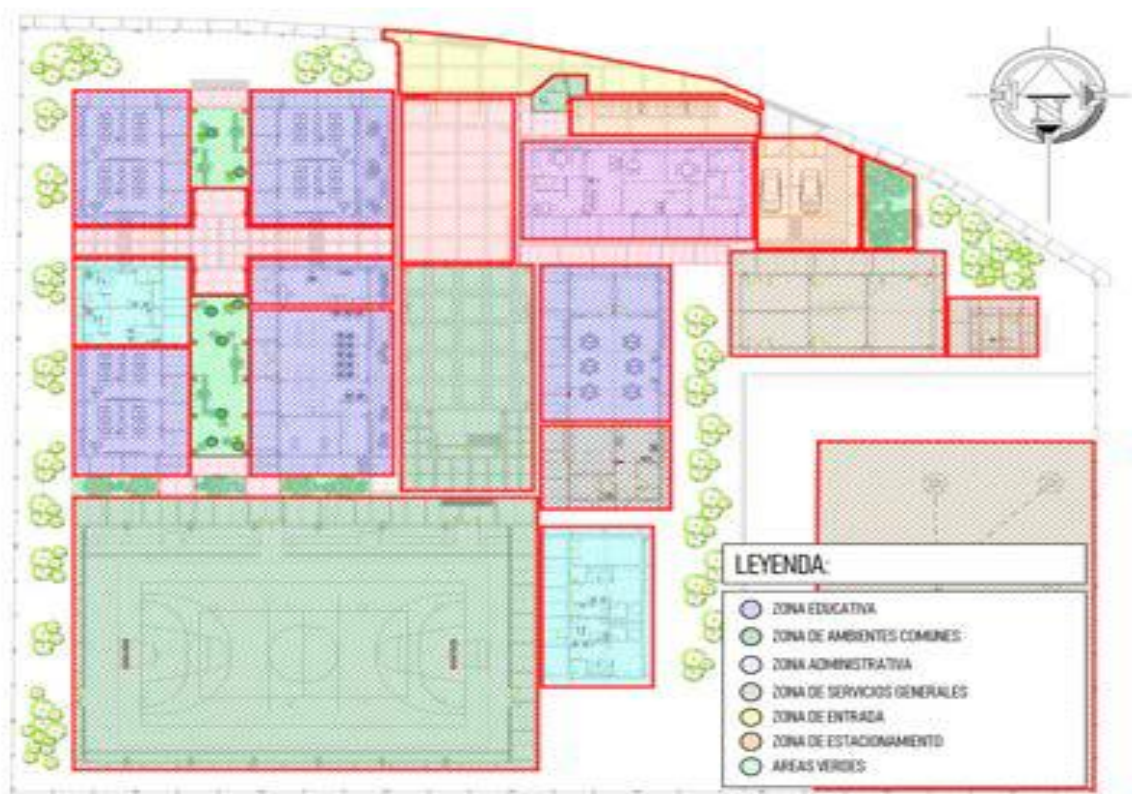 LEYENDA:
ZONA EDUCATIVA
ZONA DE AMBIENTES COMUNES
ZONA ADMINISTRATIVA
ZONA DE SERVICIOS GENERALES
ZONA DE ENTRADA
ZONA DE ESTACIONAMIENTO
AREAS VERDES